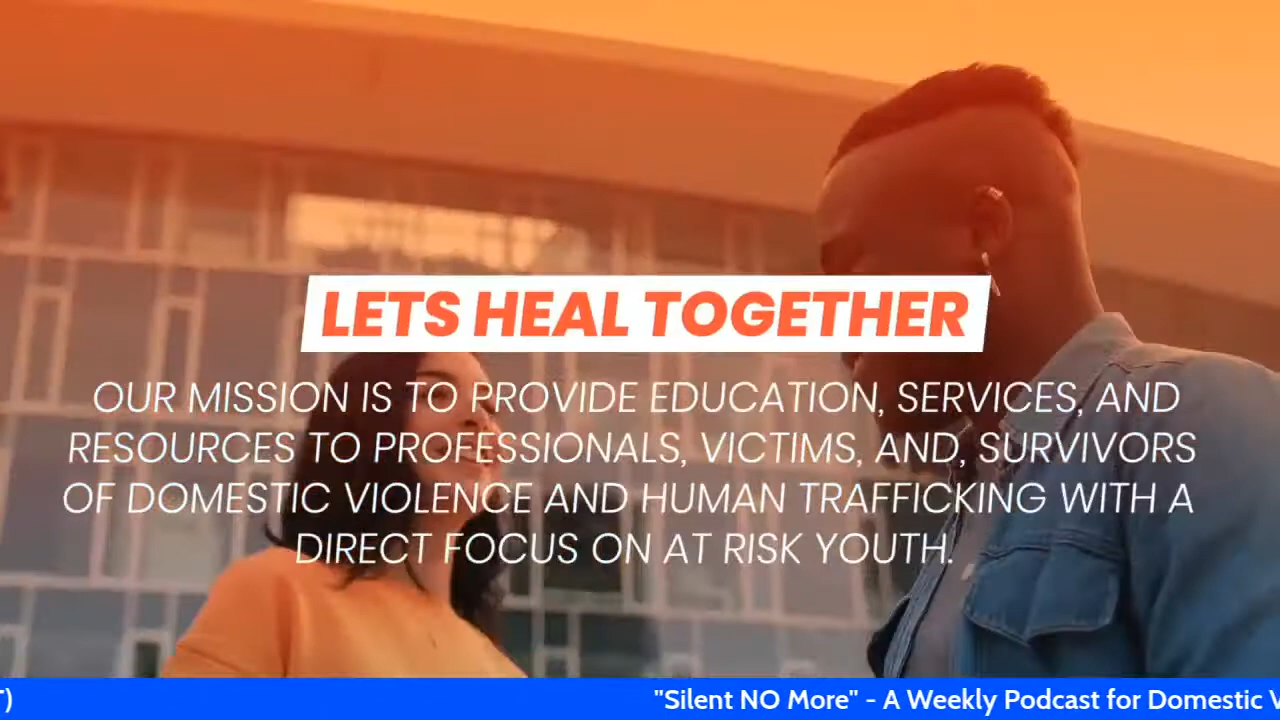 LETS HEAL TOGETHER
OUR MISSION IS TO PROVIDE EDUCATION, SERVICES, AND
RESOURCES TO PROFESSIONALS, VICTIMS, AND, SURVIVORS
OF DOMESTIC VIOLENCE AND HUMAN TRAFFICKING WITH A
DIRECT FOCUS ON AT RISK YOUTH.
"Silent NO More" - A Weekly Podcast for Domestic